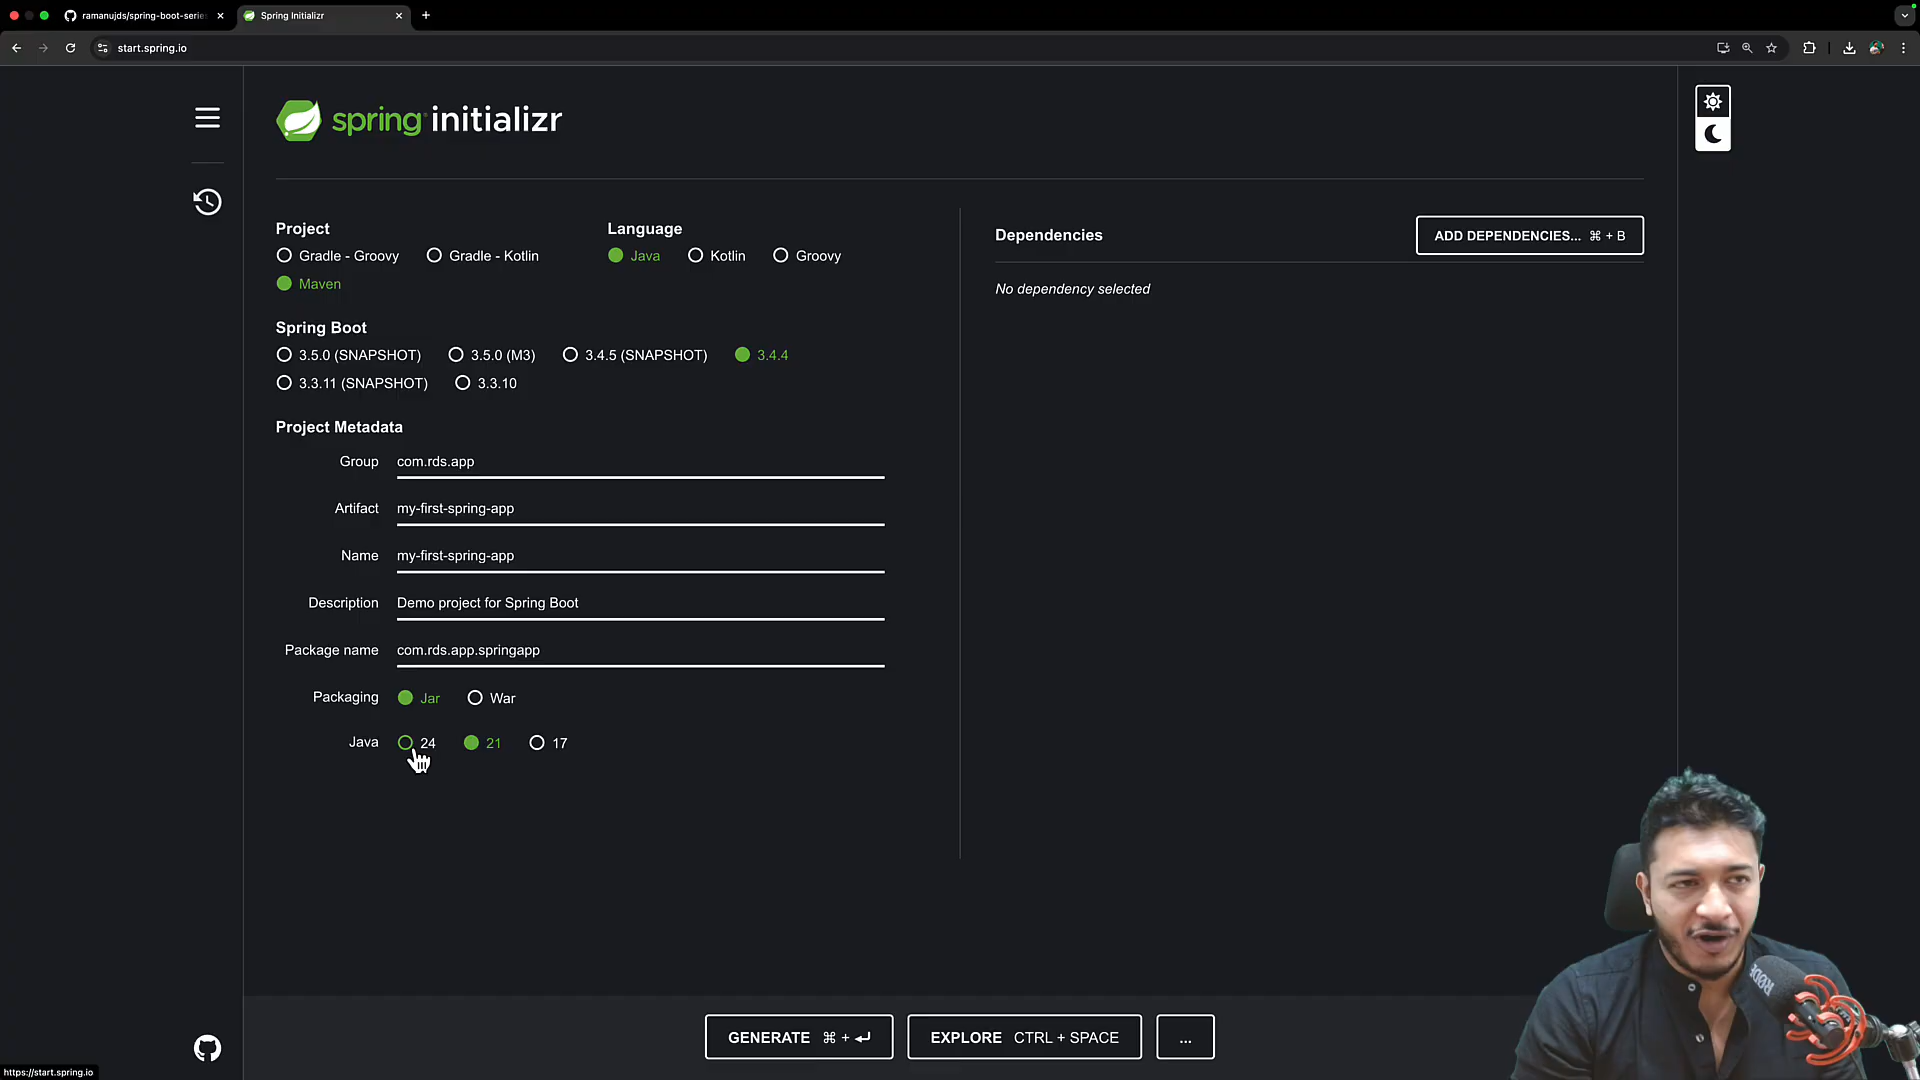 ramanujds/spring-boot-serie
Spring Initializr
start.spring.io
spring initializr
Project
Gradle - Groovy
Gradle - Kotlin
Maven
Language
Java
Kotlin
Groovy
Spring Boot
3.5.0 (SNAPSHOT)
3.5.0 (M3)
3.4.5 (SNAPSHOT)
3.4.4
3.3.11 (SNAPSHOT)
3.3.10
Project Metadata
Group com.rds.app
Artifact my-first-spring-app
Name my-first-spring-app
Description Demo project for Spring Boot
Package name com.rds.app.springapp
Packaging Jar War
Java 24 21 17
Dependencies
ADD DEPENDENCIES... ⌘ + B
No dependency selected
GENERATE ⌘ + ⏎
EXPLORE CTRL + SPACE
...
https://start.spring.io
RØDE